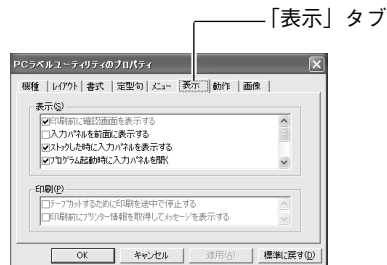 「表示」タブ
PCラベルユーティリティのプロパティ
機種 レイアウト 書式 定型句 メニュー 表示 動作 画像
表示(S)
印刷前に確認画面を表示する
入力パネルを前面に表示する
ストックした時に入力パネルを表示する
プログラム起動時に入力パネルを開く
印刷(P)
テープカットするために印刷を途中で停止する
印刷前にプリンター情報を取得してメッセージを表示する
OK キャンセル 適用(A) 標準に戻す(D)